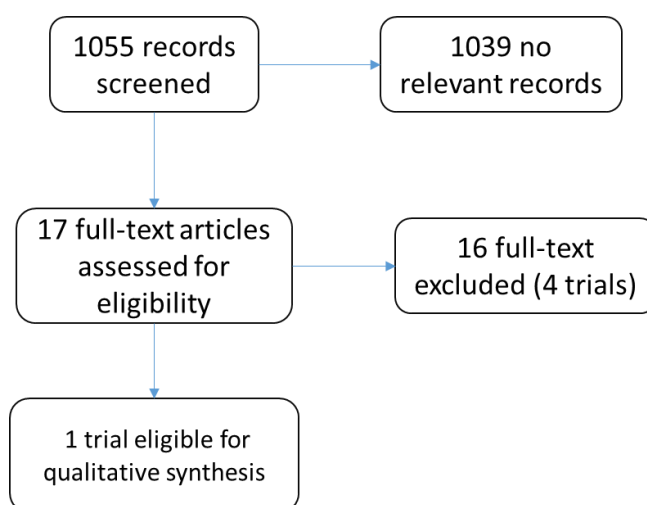 1055 records
screened
1039 no
relevant records
17 full-text articles
assessed for
eligibility
16 full-text
excluded (4 trials)
1 trial eligible for
qualitative synthesis